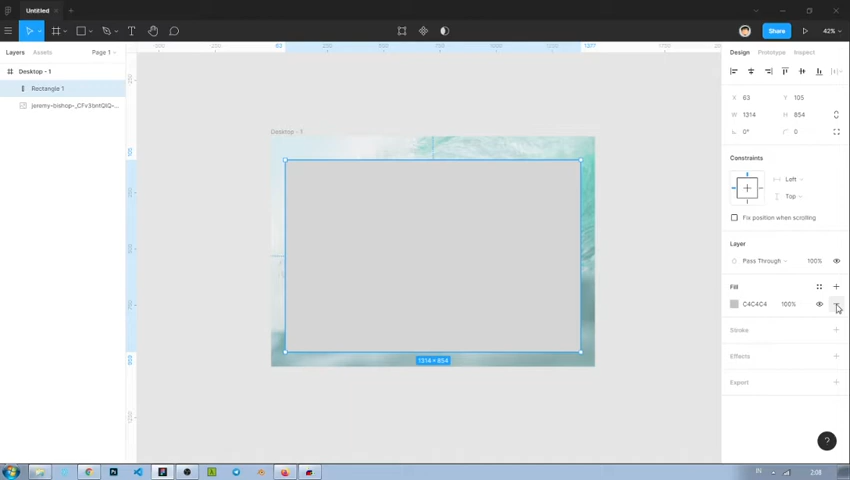 Untitled
Share
42%
Layers
Assets
Page 1
Desktop - 1
Rectangle 1
jeremy-bishop-_CFv3bntQlQ-...
Desktop - 1
1314 × 854
Design
Prototype
Inspect
X 63
Y 105
W 1314
H 854
0°
0
Constraints
Left
Top
Fix position when scrolling
Layer
Pass Through
100%
Fill
C4C4C4
100%
Stroke
Effects
Export
?
IN
2:08